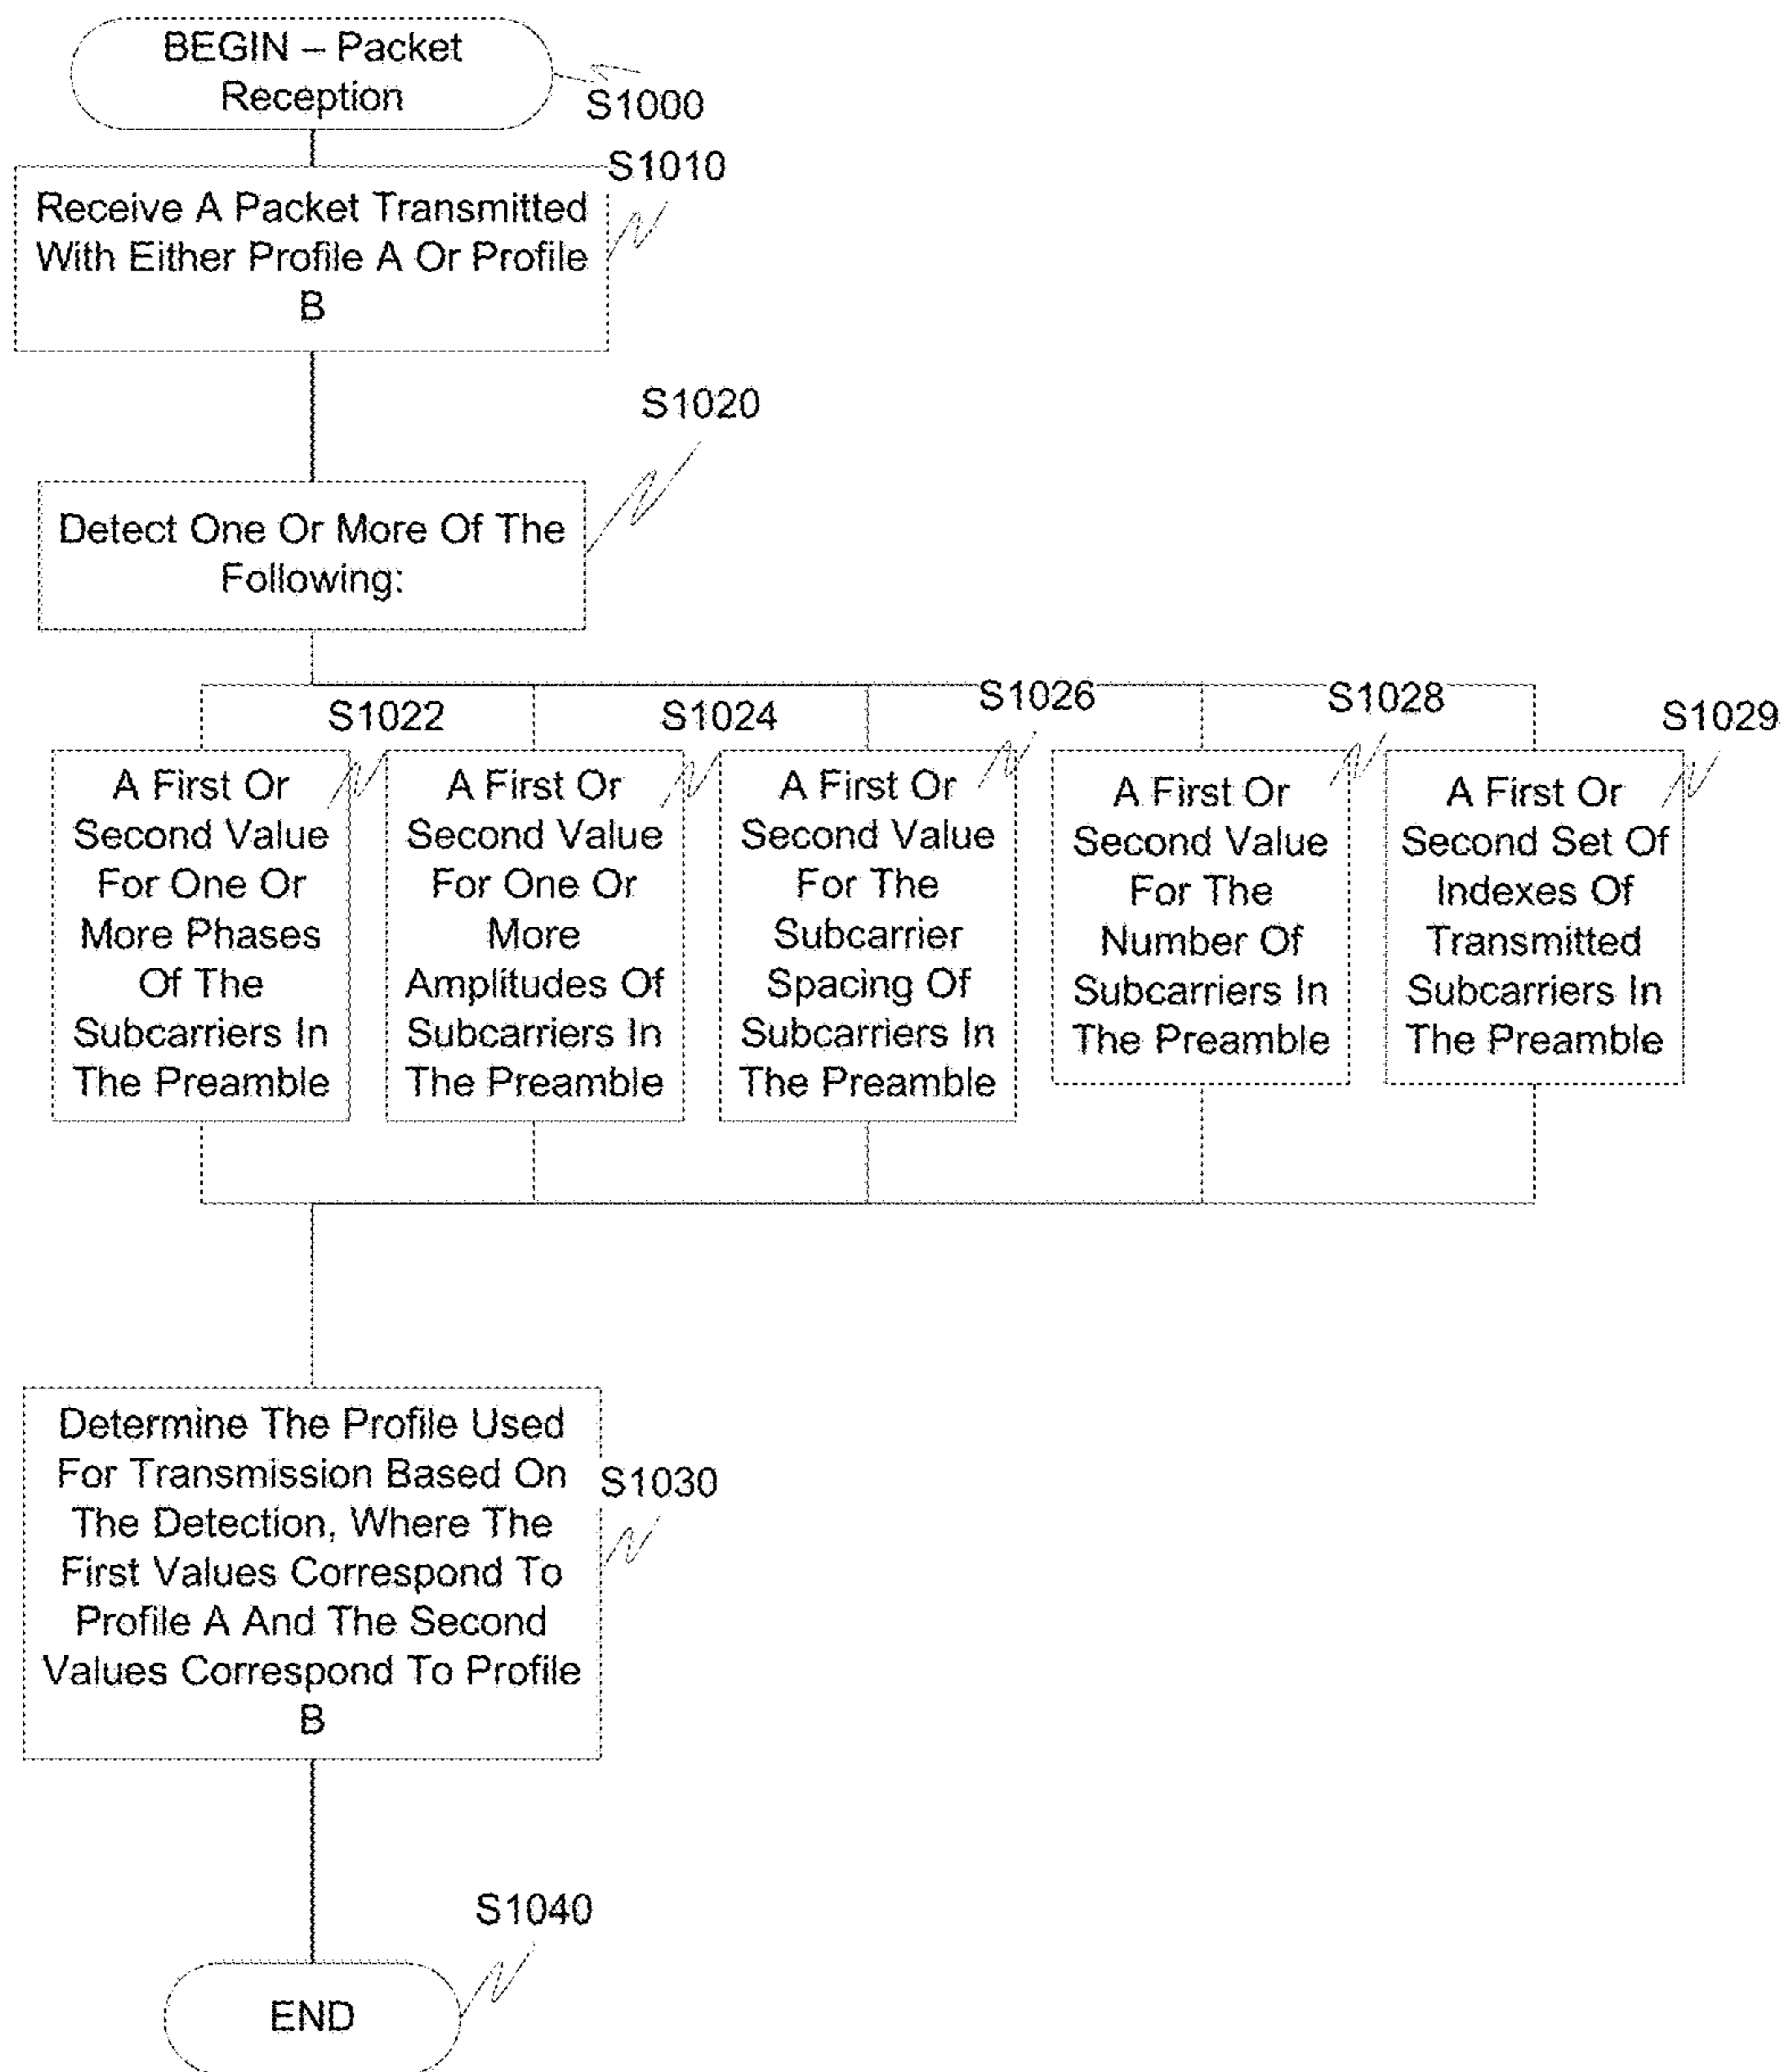 BEGIN – Packet
Reception
S1000
S1010
Receive A Packet Transmitted
With Either Profile A Or Profile
B
S1020
Detect One Or More Of The
Following:
S1022
A First Or
Second Value
For One Or
More Phases
Of The
Subcarriers In
The Preamble
S1024
A First Or
Second Value
For One Or
More
Amplitudes Of
Subcarriers In
The Preamble
S1026
A First Or
Second Value
For The
Subcarrier
Spacing Of
Subcarriers In
The Preamble
S1028
A First Or
Second Value
For The
Number Of
Subcarriers In
The Preamble
S1029
A First Or
Second Set Of
Indexes Of
Transmitted
Subcarriers In
The Preamble
Determine The Profile Used
For Transmission Based On
The Detection, Where The
First Values Correspond To
Profile A And The Second
Values Correspond To Profile
B
S1030
S1040
END